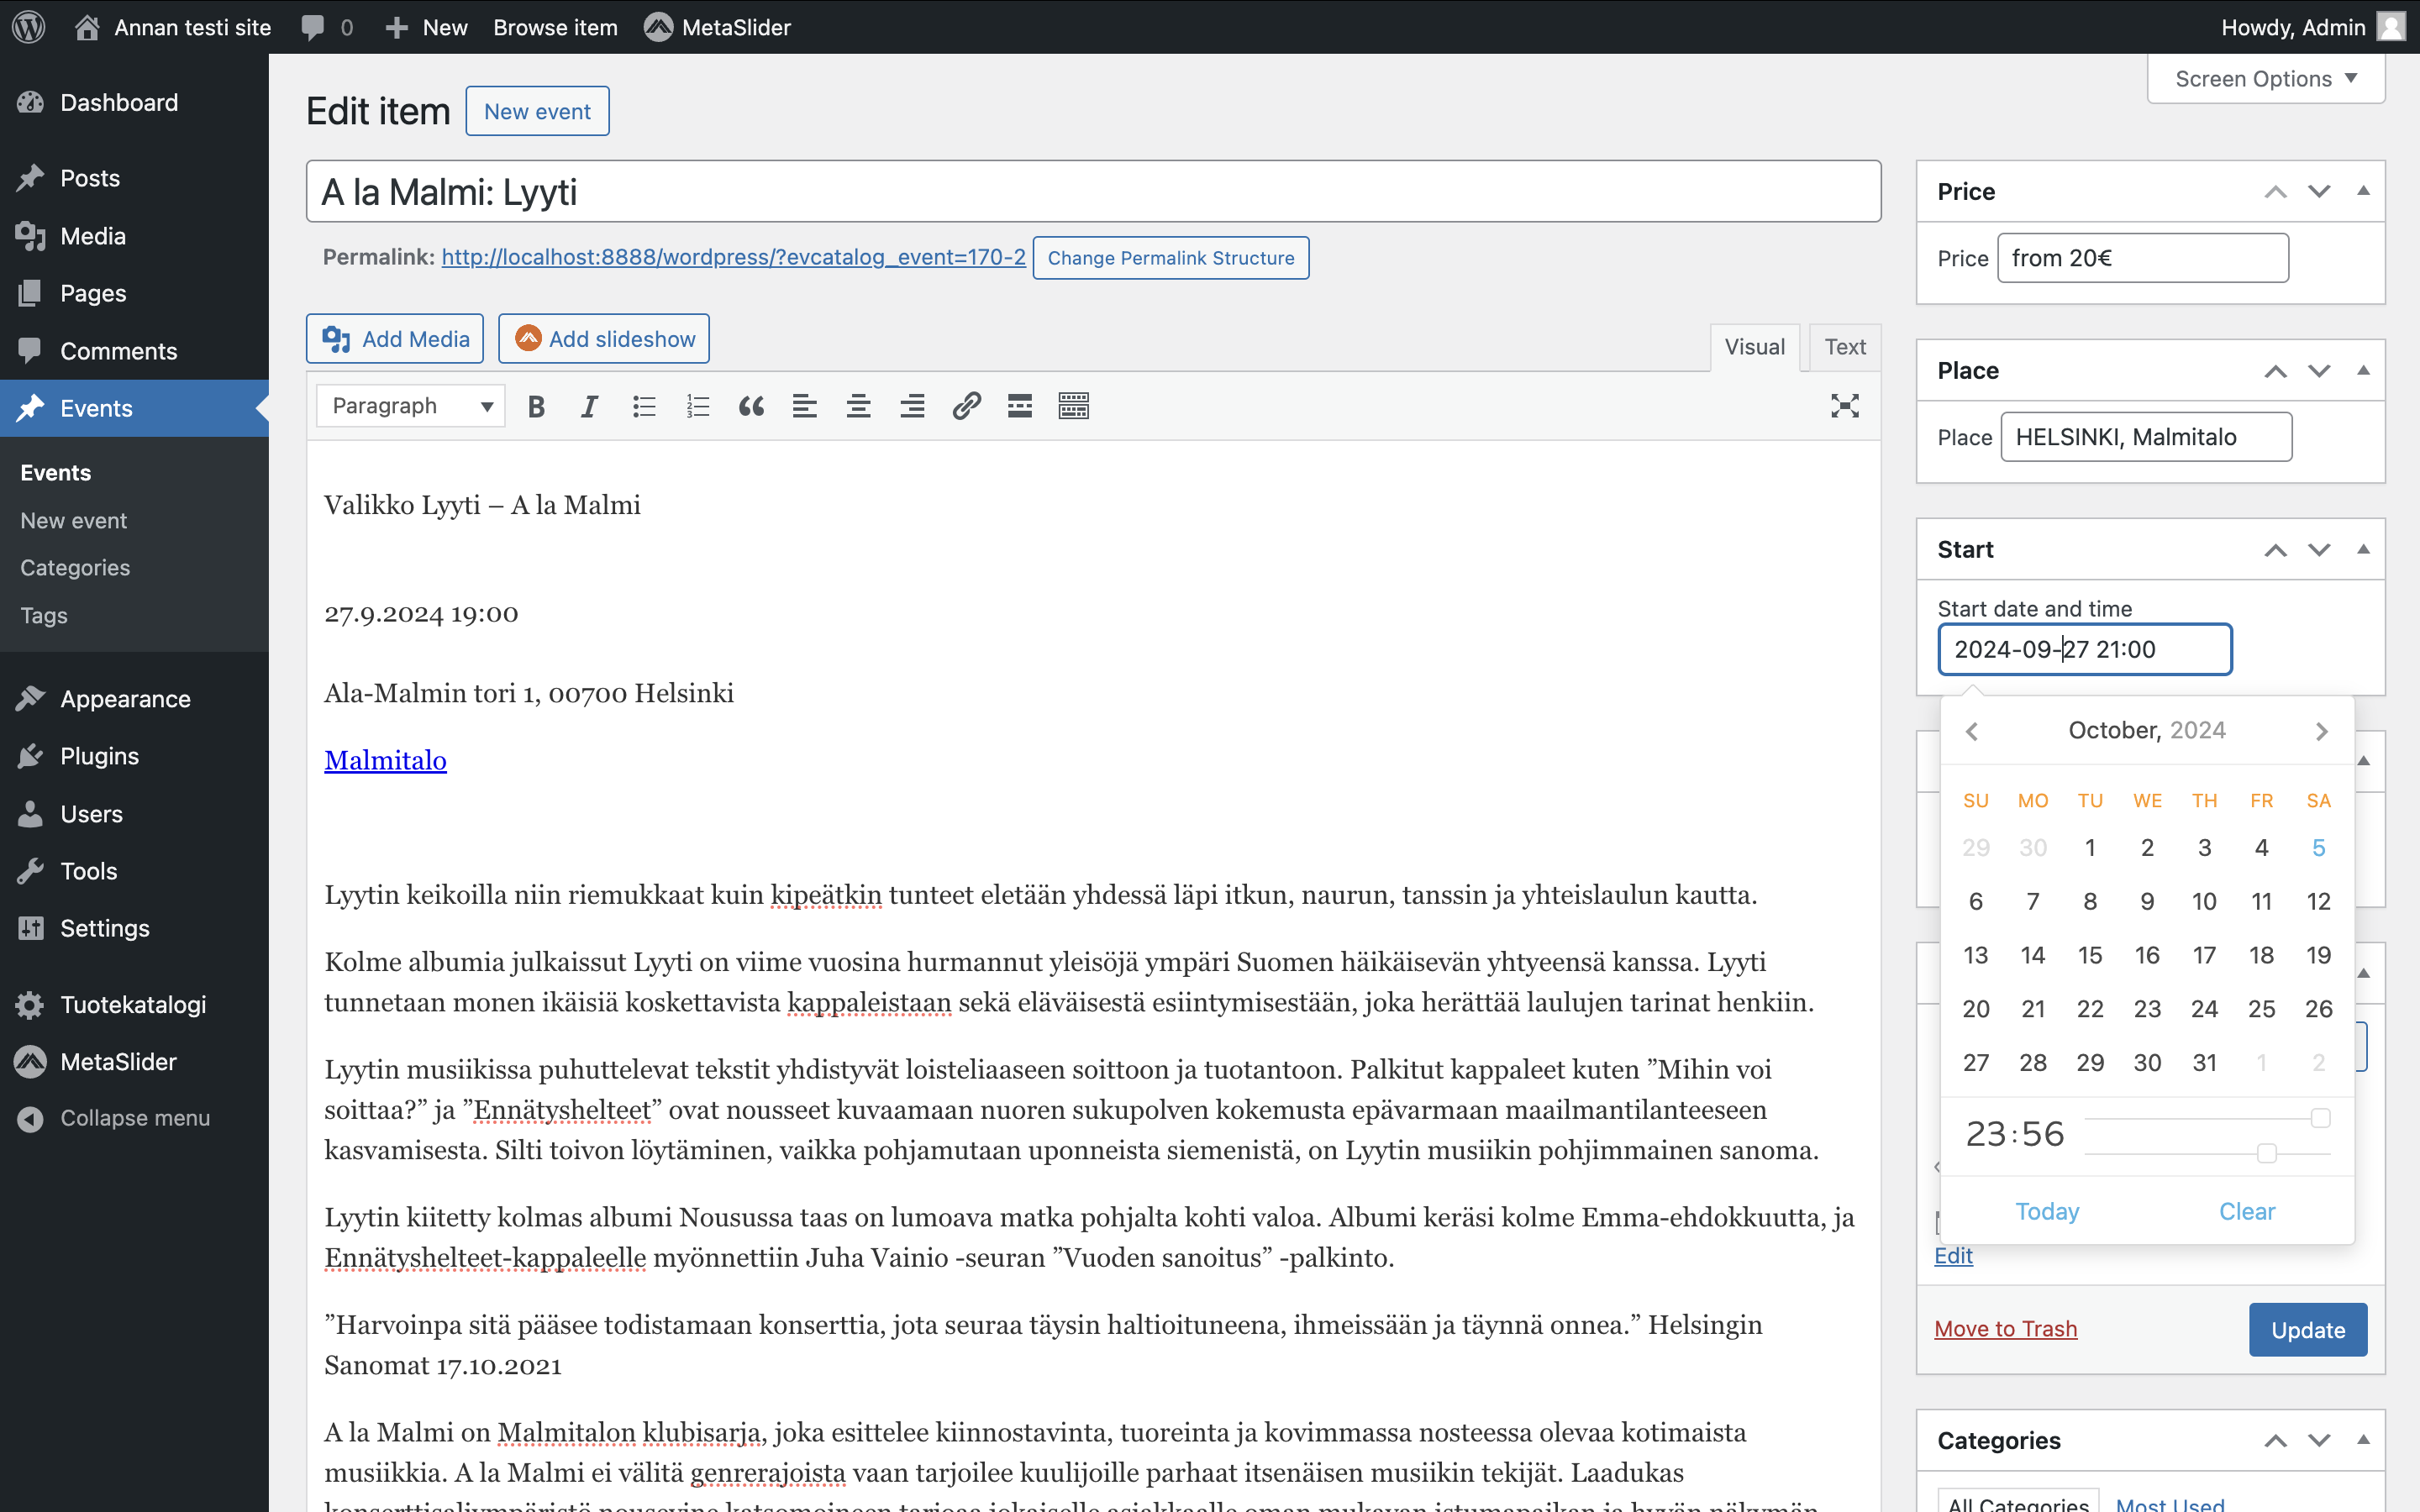 Annan testi site
0
New
Browse item
MetaSlider
Howdy, Admin
Dashboard
Posts
Media
Pages
Comments
Events
Events
New event
Categories
Tags
Appearance
Plugins
Users
Tools
Settings
Tuotekatalogi
MetaSlider
Collapse menu
Screen Options
Edit item
New event
A la Malmi: Lyyti
Permalink: http://localhost:8888/wordpress/?evcatalog_event=170-2 Change Permalink Structure
Add Media
Add slideshow
Visual
Text
Paragraph
Valikko Lyyti – A la Malmi
27.9.2024 19:00
Ala-Malmin tori 1, 00700 Helsinki
Malmitalo
Lyytin keikoilla niin riemukkaat kuin kipeätkin tunteet eletään yhdessä läpi itkun, naurun, tanssin ja yhteislaulun kautta.
Kolme albumia julkaissut Lyyti on viime vuosina hurmannut yleisöjä ympäri Suomen häikäisevän yhtyeensä kanssa. Lyyti
tunnetaan monen ikäisiä koskettavista kappaleistaan sekä eläväisestä esiintymisestään, joka herättää laulujen tarinat henkiin.
Lyytin musiikissa puhuttelevat tekstit yhdistyvät loisteliaaseen soittoon ja tuotantoon. Palkitut kappaleet kuten ”Mihin voi
soittaa?” ja ”Ennätyshelteet” ovat nousseet kuvaamaan nuoren sukupolven kokemusta epävarmaan maailmantilanteeseen
kasvamisesta. Silti toivon löytäminen, vaikka pohjamutaan uponneista siemenistä, on Lyytin musiikin pohjimmainen sanoma.
Lyytin kiitetty kolmas albumi Nousussa taas on lumoava matka pohjalta kohti valoa. Albumi keräsi kolme Emma-ehdokkuutta, ja
Ennätyshelteet-kappaleelle myönnettiin Juha Vainio -seuran ”Vuoden sanoitus” -palkinto.
”Harvoinpa sitä pääsee todistamaan konserttia, jota seuraa täysin haltioituneena, ihmeissään ja täynnä onnea.” Helsingin
Sanomat 17.10.2021
A la Malmi on Malmitalon klubisarja, joka esittelee kiinnostavinta, tuoreinta ja kovimmassa nosteessa olevaa kotimaista
musiikkia. A la Malmi ei välitä genrerajoista vaan tarjoilee kuulijoille parhaat itsenäisen musiikin tekijät. Laadukas
Price
Price from 20€
Place
Place HELSINKI, Malmitalo
Start
Start date and time
2024-09-27 21:00
October, 2024
SU MO TU WE TH FR SA
29 30 1 2 3 4 5
6 7 8 9 10 11 12
13 14 15 16 17 18 19
20 21 22 23 24 25 26
27 28 29 30 31 1 2
23:56
Today Clear
Edit
Move to Trash
Update
Categories
All Categories Most Used